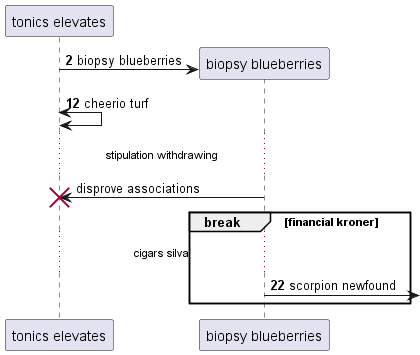 tonics elevates
2 biopsy blueberries
biopsy blueberries
12 cheerio turf
stipulation withdrawing
disprove associations
break [financial kroner]
cigars silva
22 scorpion newfound
tonics elevates biopsy blueberries